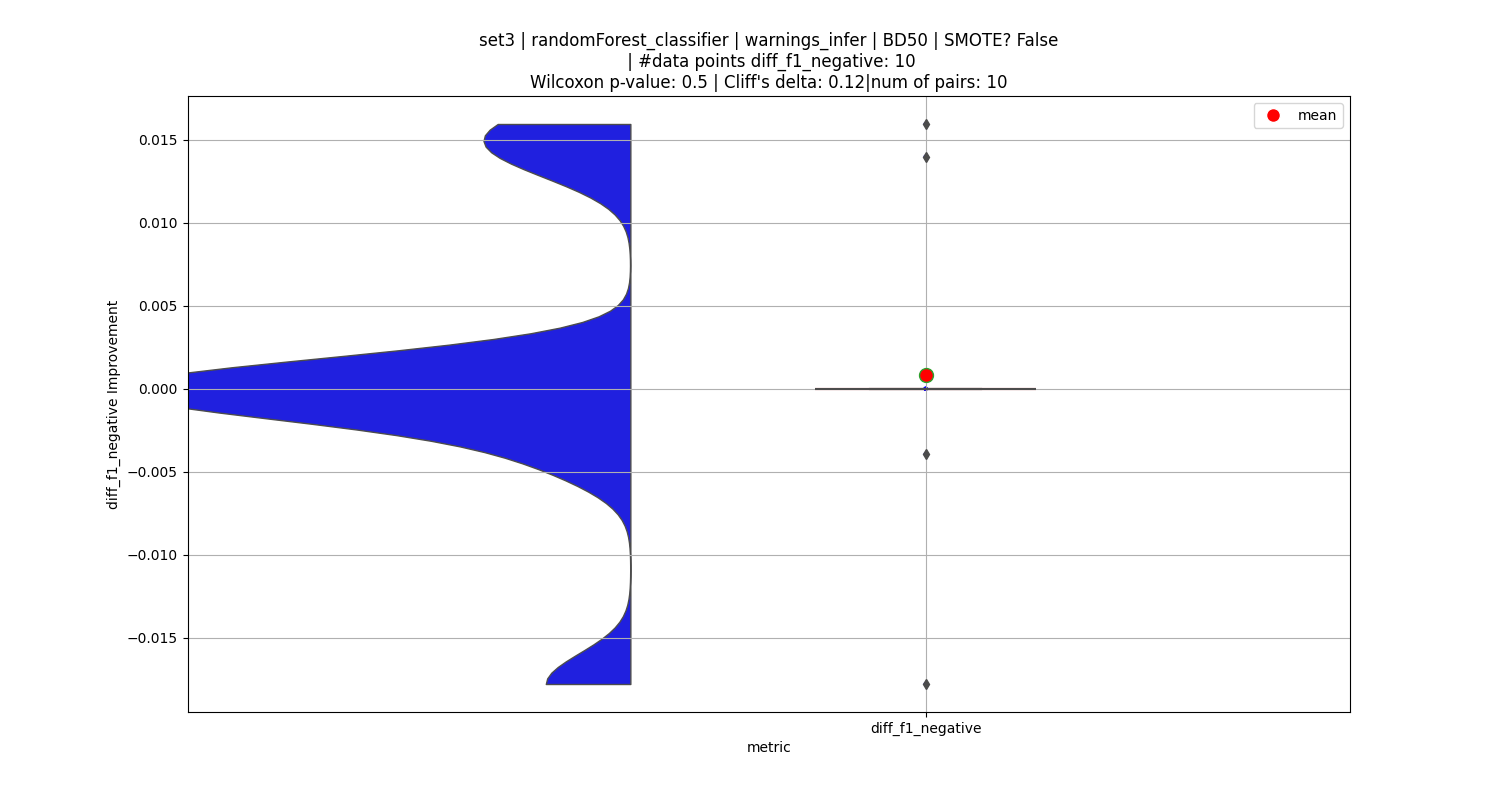 set3 | randomForest_classifier | warnings_infer | BD50 | SMOTE? False
| #data points diff_f1_negative: 10
Wilcoxon p-value: 0.5 | Cliff's delta: 0.12|num of pairs: 10
mean
0.015
0.010
0.005
0.000
−0.005
−0.010
−0.015
diff_f1_negative Improvement
diff_f1_negative
metric